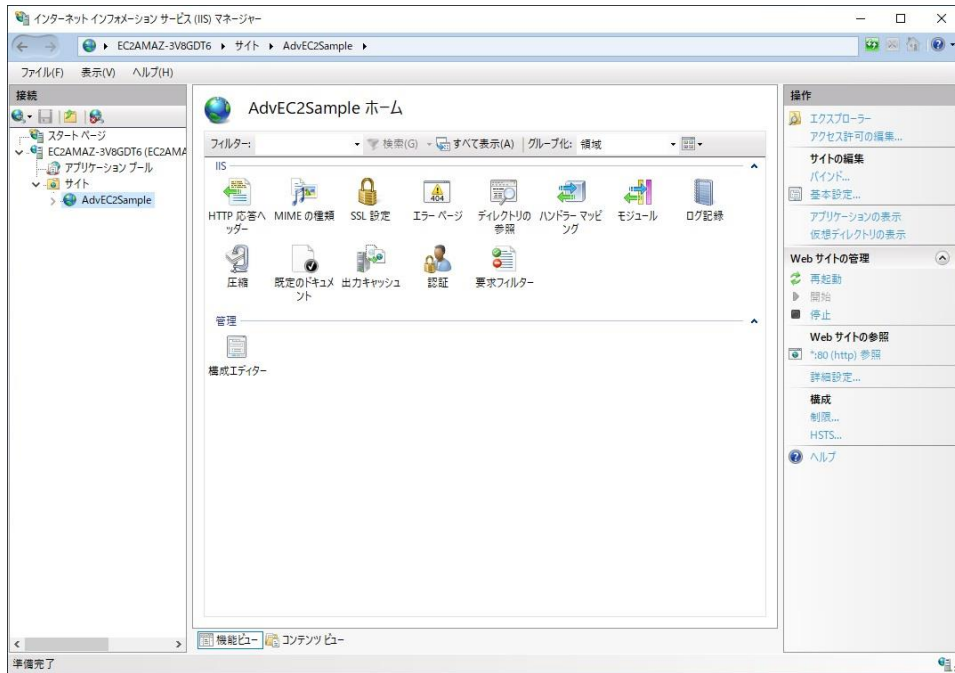 インターネット インフォメーション サービス (IIS) マネージャー
EC2AMAZ-3V8GDT6 サイト AdvEC2Sample
ファイル(F) 表示(V) ヘルプ(H)
接続
スタート ページ
EC2AMAZ-3V8GDT6 (EC2AMA
アプリケーション プール
サイト
AdvEC2Sample
AdvEC2Sample ホーム
フィルター: 検索(G) すべて表示(A) グループ化: 領域
IIS
HTTP 応答ヘ MIME の種類 SSL 設定 エラー ページ ディレクトリの ハンドラー マッピ モジュール ログ記録
ッダー 参照 ング
404
圧縮 既定のドキュメ 出力キャッシュ 認証 要求フィルター
ント
管理
構成エディター
機能ビュー コンテンツ ビュー
操作
エクスプローラー
アクセス許可の編集...
サイトの編集
バインド...
基本設定...
アプリケーションの表示
仮想ディレクトリの表示
Web サイトの管理
再起動
開始
停止
Web サイトの参照
*:80 (http) 参照
詳細設定...
構成
制限...
HSTS...
ヘルプ
準備完了